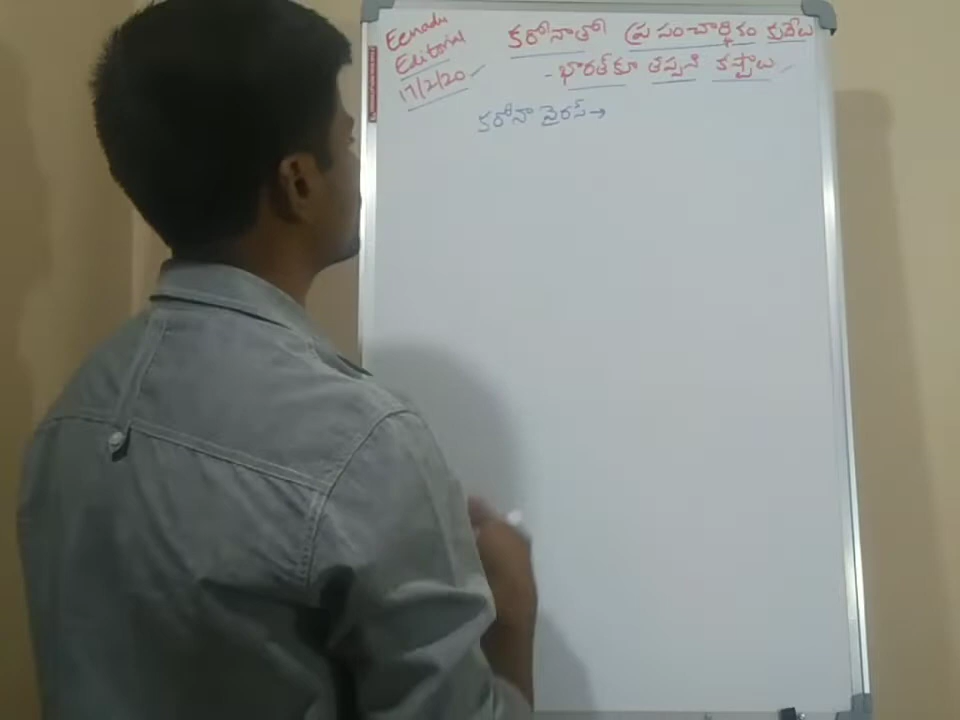 Eenadu
Editorial
17/2/20
కరోనాతో ప్రపంచార్థికం కుదేలు
- భారత్‌కూ తప్పని కష్టాలు
కరోనా వైరస్ →